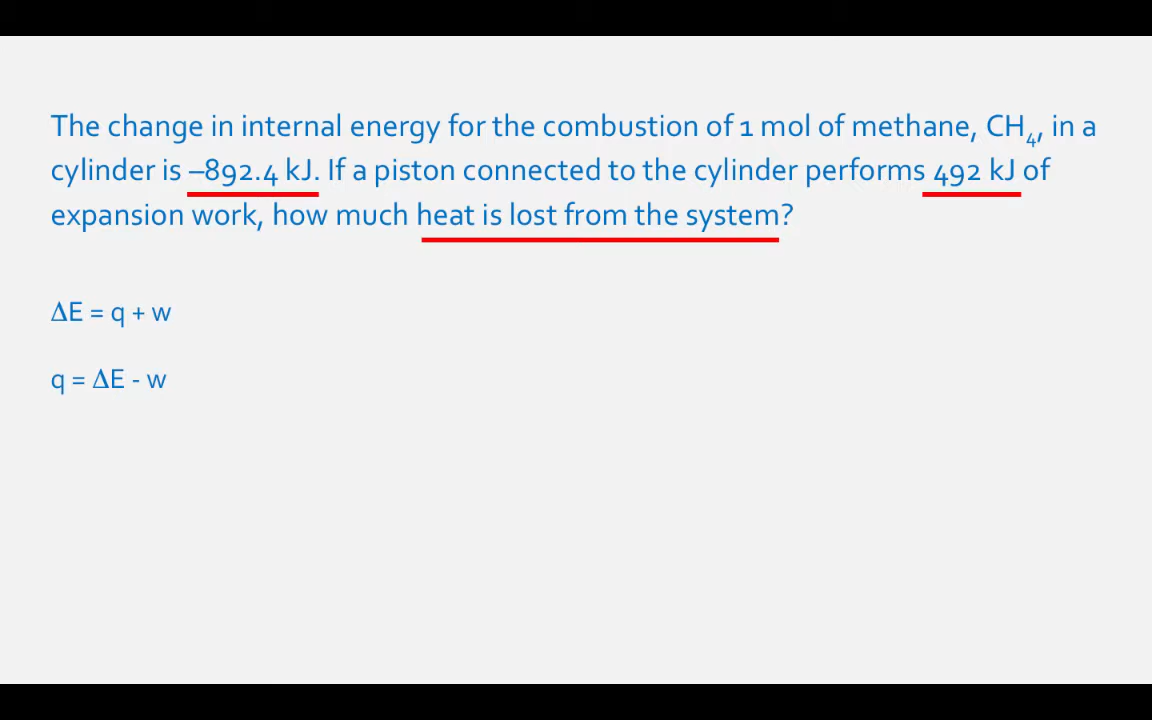 The change in internal energy for the combustion of 1 mol of methane, CH₄, in a
cylinder is –892.4 kJ. If a piston connected to the cylinder performs 492 kJ of
expansion work, how much heat is lost from the system?
ΔE = q + w
q = ΔE - w